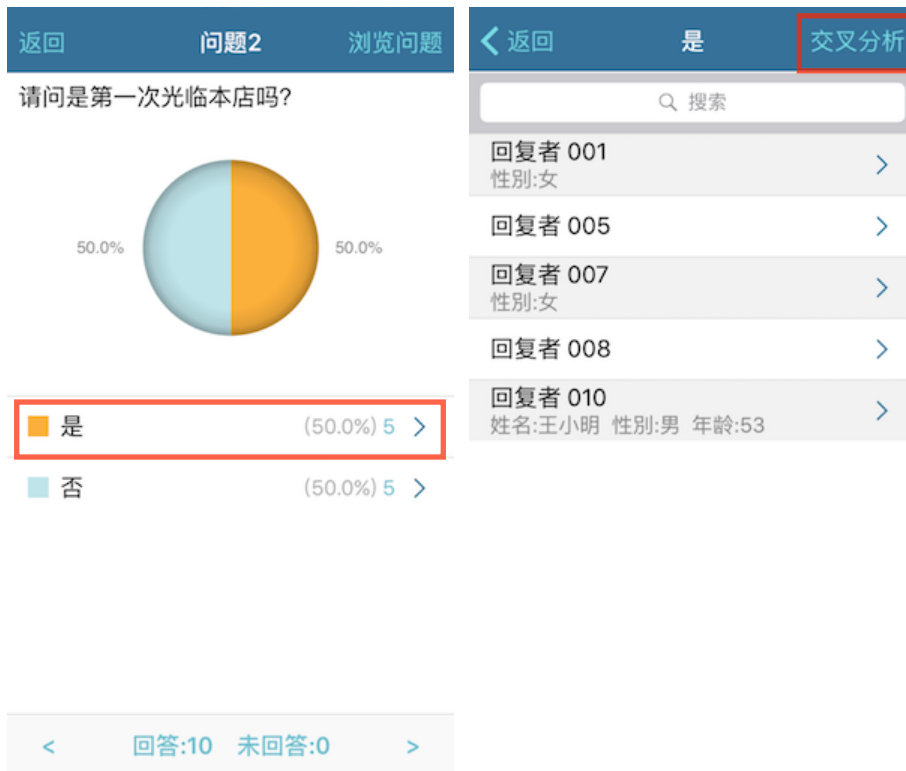 返回 问题2 浏览问题
请问是第一次光临本店吗?
50.0% 50.0%
是 (50.0%) 5 >
否 (50.0%) 5 >
< 回答:10 未回答:0 >
返回 是 交叉分析
搜索
回复者 001
性别:女
回复者 005
回复者 007
性别:女
回复者 008
回复者 010
姓名:王小明 性别:男 年龄:53